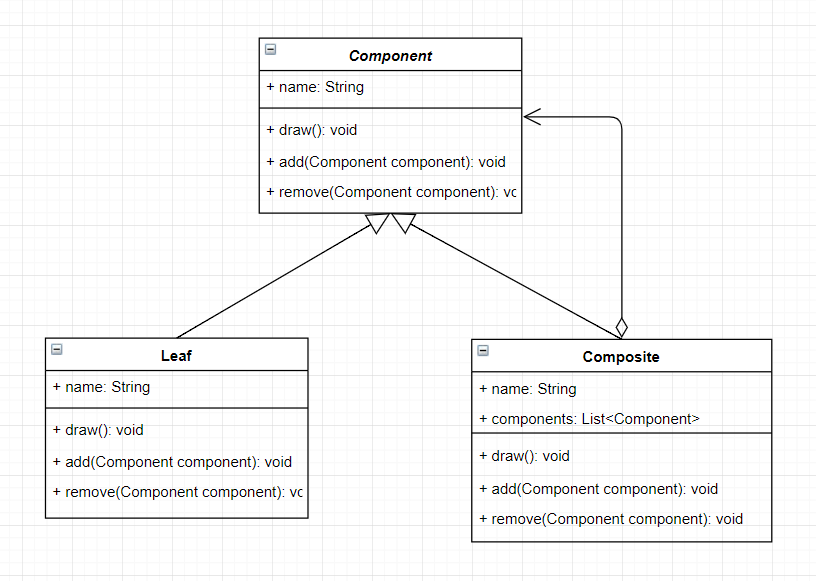 Component
+ name: String
+ draw(): void
+ add(Component component): void
+ remove(Component component): vc
Leaf
+ name: String
+ draw(): void
+ add(Component component): void
+ remove(Component component): vc
Composite
+ name: String
+ components: List<Component>
+ draw(): void
+ add(Component component): void
+ remove(Component component): void